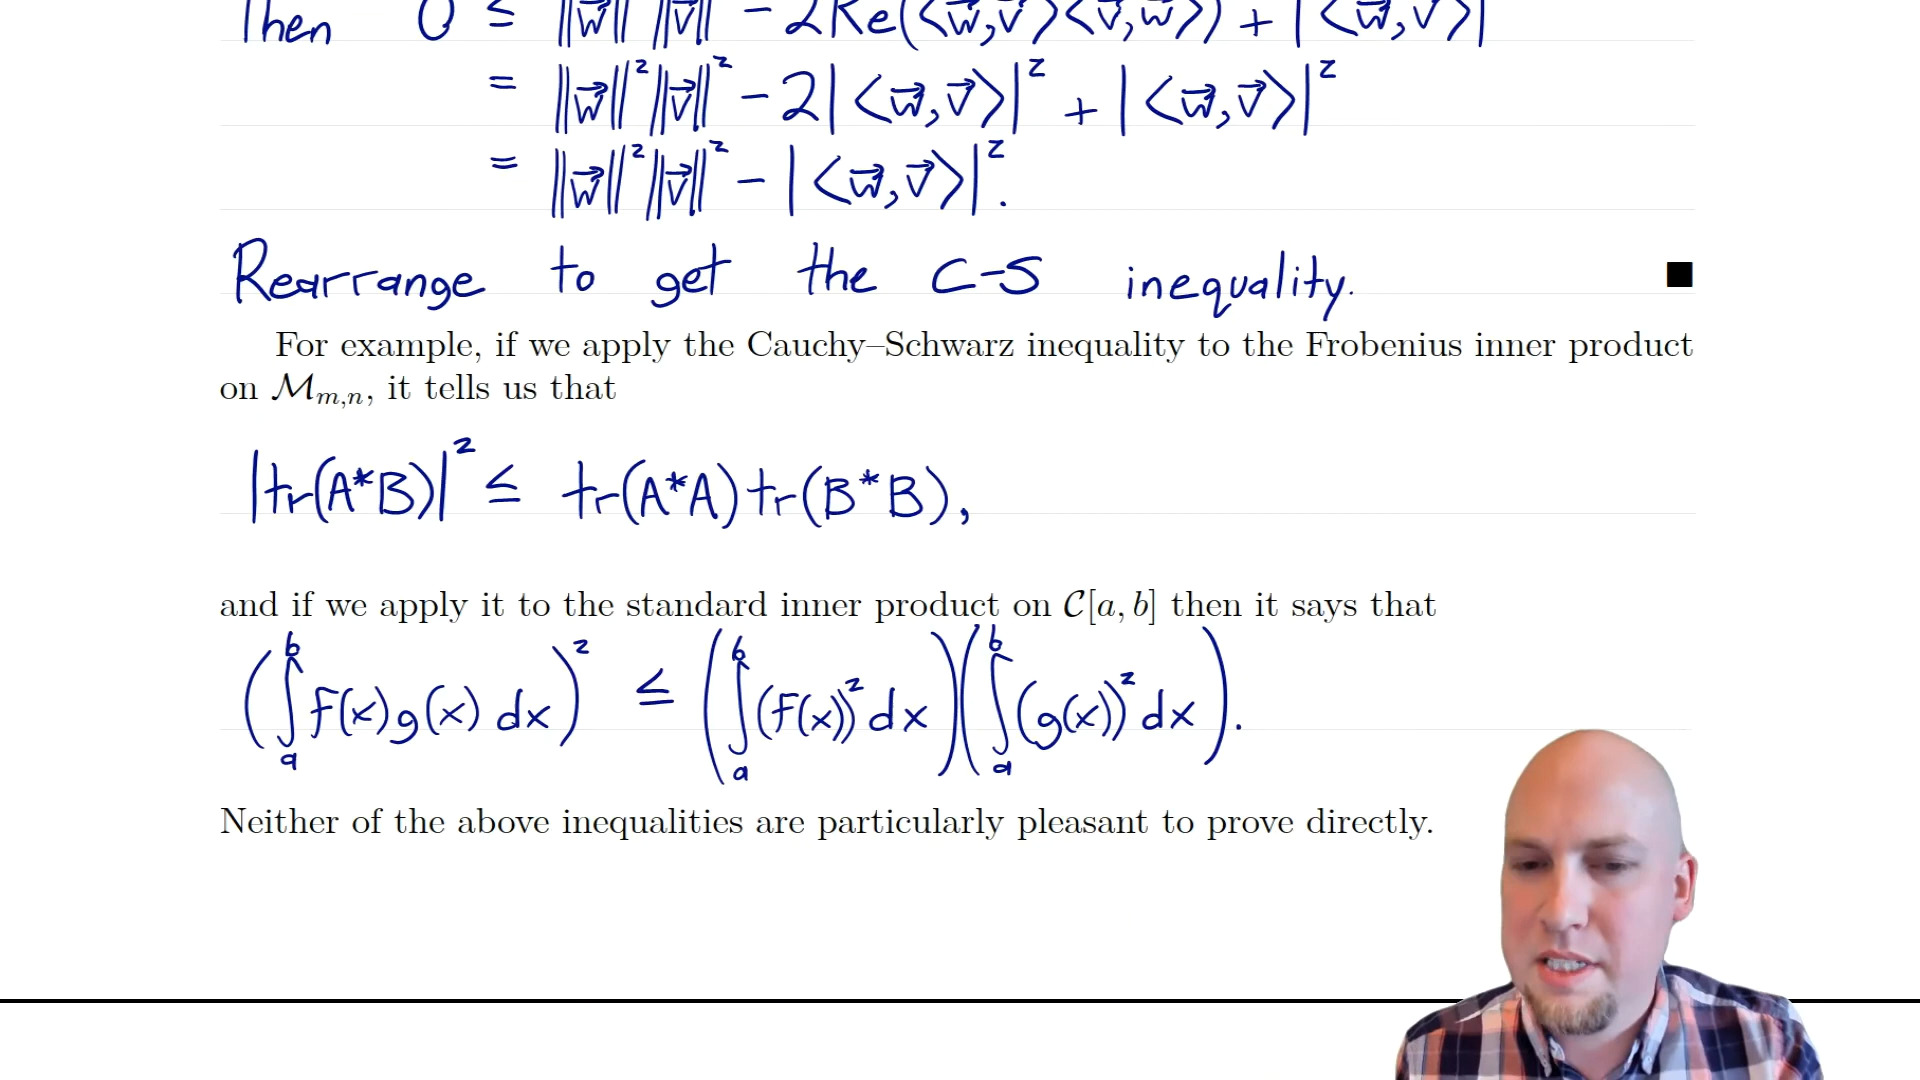 Then 0 ≤ ||w⃗|| ||v⃗|| - 2Re(<w⃗,v⃗><v⃗,w⃗>) + |<w⃗,v⃗>|
= ||w⃗||²||v⃗||² - 2|<w⃗,v⃗>|² + |<w⃗,v⃗>|²
= ||w⃗||²||v⃗||² - |<w⃗,v⃗>|².
Rearrange to get the C-S inequality. ■
For example, if we apply the Cauchy–Schwarz inequality to the Frobenius inner product
on ℳₘ,ₙ, it tells us that
|tr(A*B)|² ≤ tr(A*A)tr(B*B),
and if we apply it to the standard inner product on 𝒞[a, b] then it says that
(∫ₐᵇ f(x)g(x) dx)² ≤ (∫ₐᵇ (f(x))² dx)(∫ₐᵇ (g(x))² dx).
Neither of the above inequalities are particularly pleasant to prove directly.